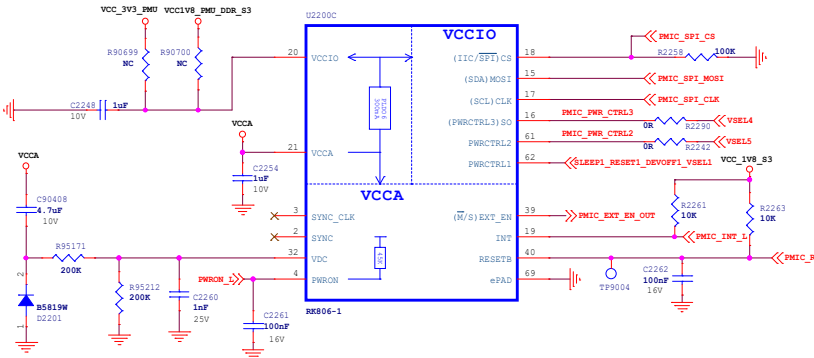 VCC_3V3_PMU
VCC1V8_PMU_DDR_S3
U2200C
R90699
NC
R90700
NC
20
VCCIO
VCCIO
(IIC/SPI)CS
18
PMIC_SPI_CS
R2258
100K
(SDA)MOSI
15
PMIC_SPI_MOSI
C2248
1uF
10V
(SCL)CLK
17
PMIC_SPI_CLK
(PWRCTRL3)SO
16
PMIC_PWR_CTRL3
0R
R2290
VSEL4
VCCA
PWRCTRL2
61
PMIC_PWR_CTRL2
0R
R2242
VSEL5
21
VCCA
PWRCTRL1
62
SLEEP1_RESET1_DEVOFF1_VSEL1
VCCA
C2254
1uF
10V
VCCA
VCC_1V8_S3
C90408
4.7uF
10V
3
SYNC_CLK
(M/S)EXT_EN
39
PMIC_EXT_EN_OUT
R2261
10K
R2263
10K
2
SYNC
INT
19
PMIC_INT_L
R95171
200K
32
VDC
45K
RESETB
40
PMIC_R
PWRON_L
4
PWRON
ePAD
69
TP9004
C2262
100nF
16V
2
B5819W
D2201
1
R95212
200K
C2260
1nF
25V
C2261
100nF
16V
RK806-1